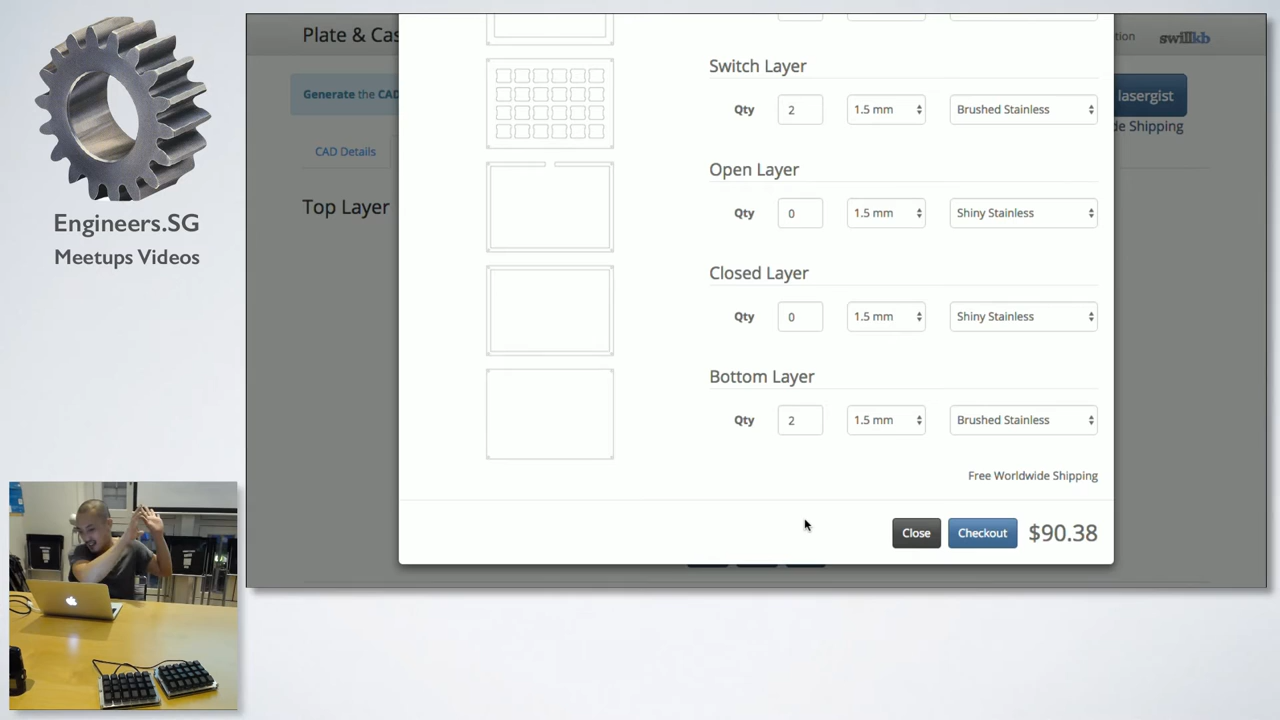 Engineers.SG
Meetups Videos
Plate & Cas
tion
swillkb
Generate the CAD
lasergist
de Shipping
CAD Details
Top Layer
Switch Layer
Qty 2 1.5 mm Brushed Stainless
Open Layer
Qty 0 1.5 mm Shiny Stainless
Closed Layer
Qty 0 1.5 mm Shiny Stainless
Bottom Layer
Qty 2 1.5 mm Brushed Stainless
Free Worldwide Shipping
Close Checkout $90.38